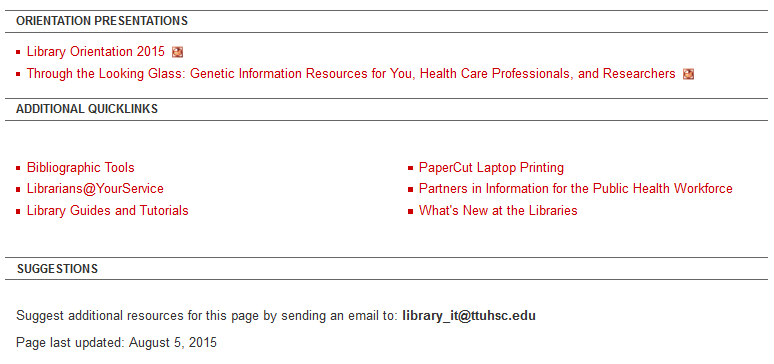 ORIENTATION PRESENTATIONS
Library Orientation 2015
Through the Looking Glass: Genetic Information Resources for You, Health Care Professionals, and Researchers
ADDITIONAL QUICKLINKS
Bibliographic Tools
Librarians@YourService
Library Guides and Tutorials
PaperCut Laptop Printing
Partners in Information for the Public Health Workforce
What's New at the Libraries
SUGGESTIONS
Suggest additional resources for this page by sending an email to: library_it@ttuhsc.edu
Page last updated: August 5, 2015